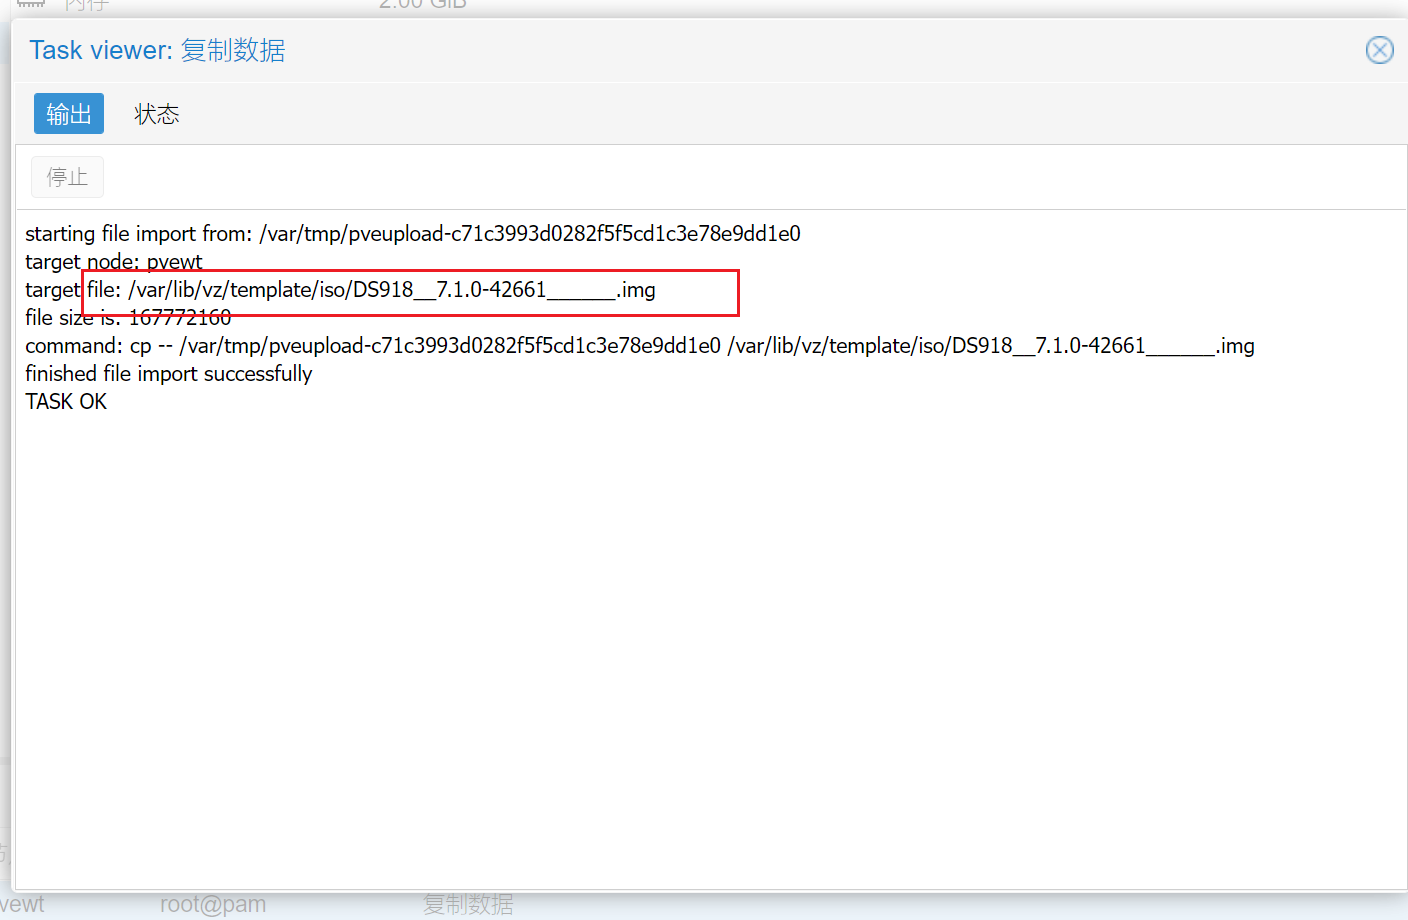 内存 2.00 GiB
Task viewer: 复制数据
输出 状态
停止
starting file import from: /var/tmp/pveupload-c71c3993d0282f5f5cd1c3e78e9dd1e0
target node: pvewt
target file: /var/lib/vz/template/iso/DS918__7.1.0-42661______.img
file size is: 167772160
command: cp -- /var/tmp/pveupload-c71c3993d0282f5f5cd1c3e78e9dd1e0 /var/lib/vz/template/iso/DS918__7.1.0-42661______.img
finished file import successfully
TASK OK
vewt root@pam 复制数据